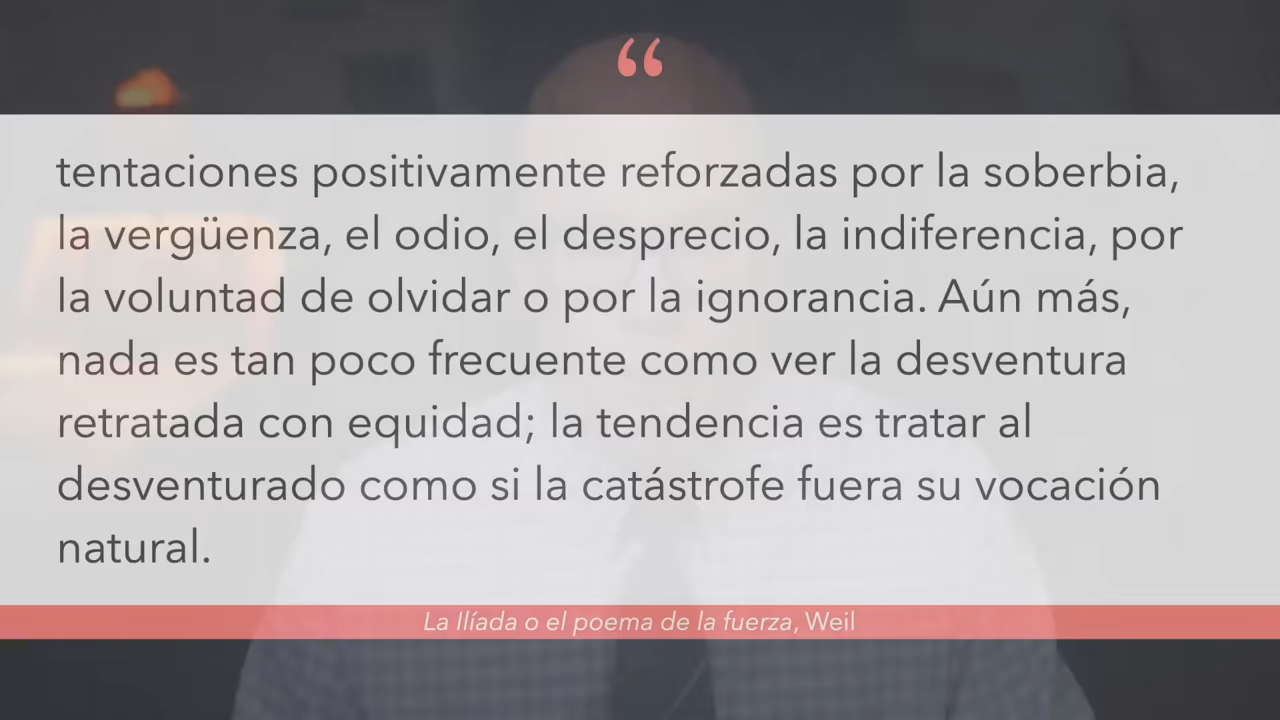 “
tentaciones positivamente reforzadas por la soberbia,
la vergüenza, el odio, el desprecio, la indiferencia, por
la voluntad de olvidar o por la ignorancia. Aún más,
nada es tan poco frecuente como ver la desventura
retratada con equidad; la tendencia es tratar al
desventurado como si la catástrofe fuera su vocación
natural.
La Ilíada o el poema de la fuerza, Weil